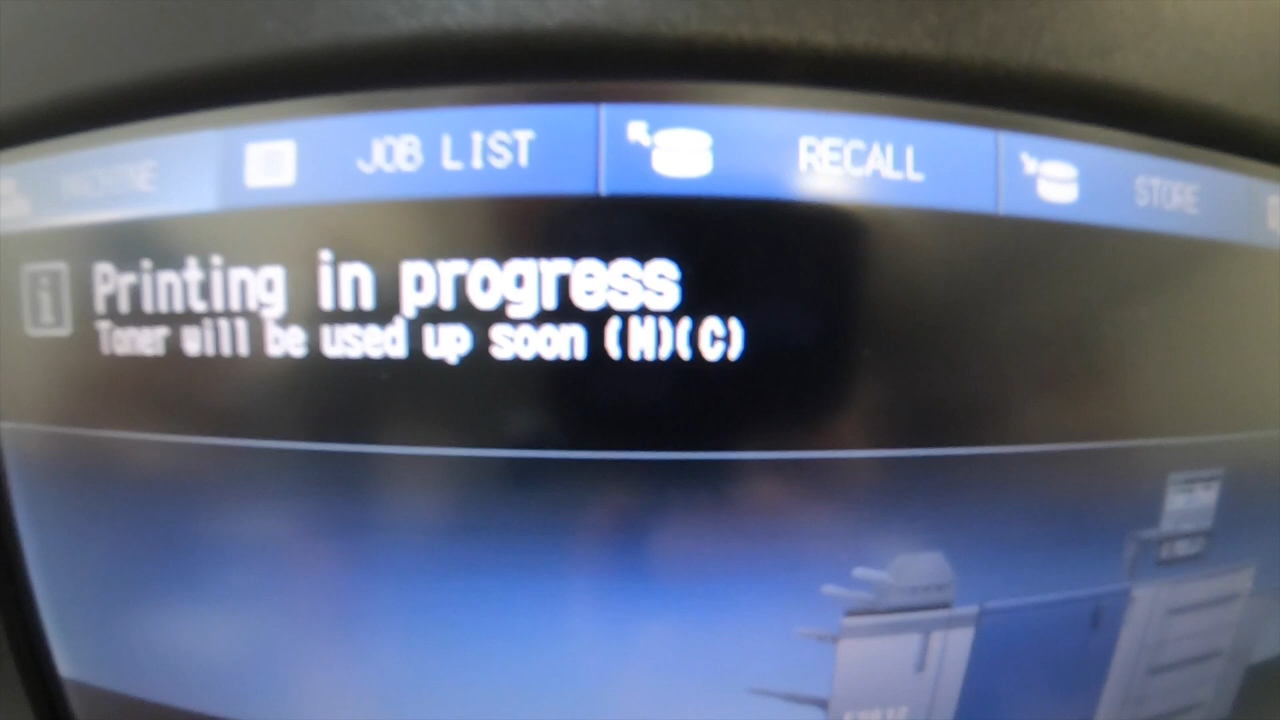 JOB LIST
RECALL
STORE
Printing in progress
Toner will be used up soon (M)(C)